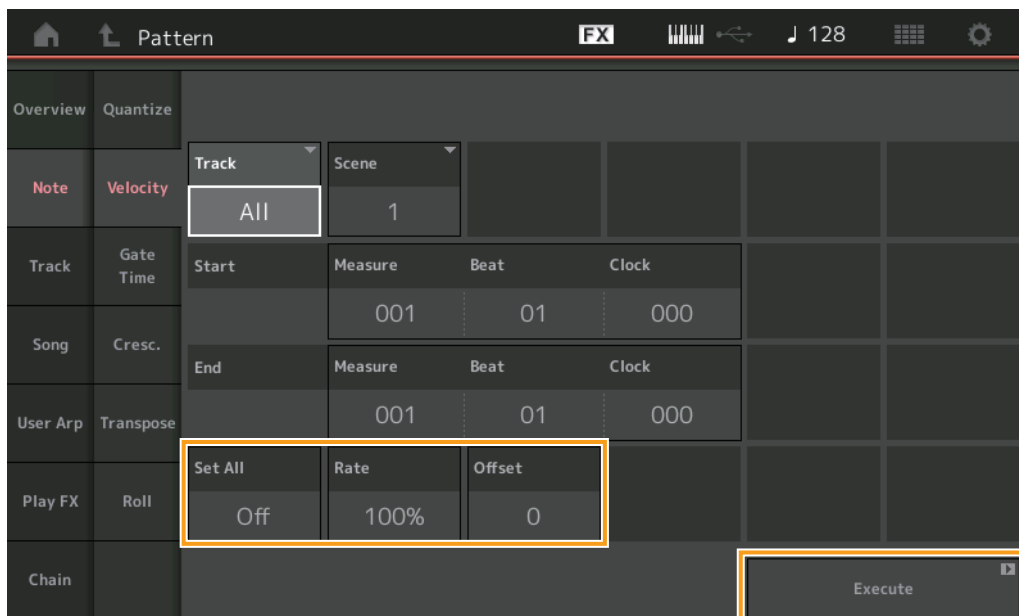 Pattern FX ♩ 128
Overview Quantize
Track Scene
Note Velocity
All 1
Track Gate Time Start Measure Beat Clock
001 01 000
Song Cresc. End Measure Beat Clock
User Arp Transpose 001 01 000
Set All Rate Offset
Play FX Roll Off 100% 0
Chain Execute